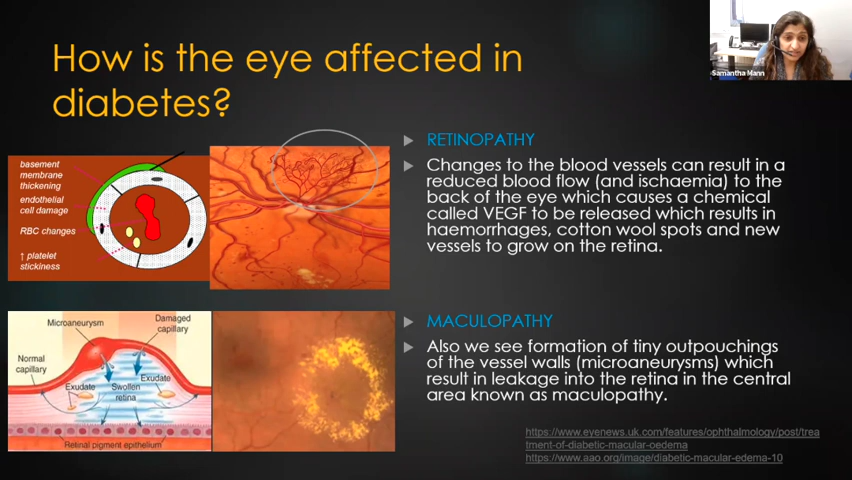 How is the eye affected in
diabetes?
Samantha Mann
basement
membrane
thickening
endothelial
cell damage
RBC changes
↑ platelet
stickiness
▶ RETINOPATHY
▶ Changes to the blood vessels can result in a
reduced blood flow (and ischaemia) to the
back of the eye which causes a chemical
called VEGF to be released which results in
haemorrhages, cotton wool spots and new
vessels to grow on the retina.
Microaneurysm
Damaged
capillary
Normal
capillary
Exudate
Swollen
retina
Exudate
Retinal pigment epithelium
▶ MACULOPATHY
▶ Also we see formation of tiny outpouchings
of the vessel walls (microaneurysms) which
result in leakage into the retina in the central
area known as maculopathy.
https://www.eyenews.uk.com/features/ophthalmology/post/trea
tment-of-diabetic-macular-oedema
https://www.aao.org/image/diabetic-macular-edema-10